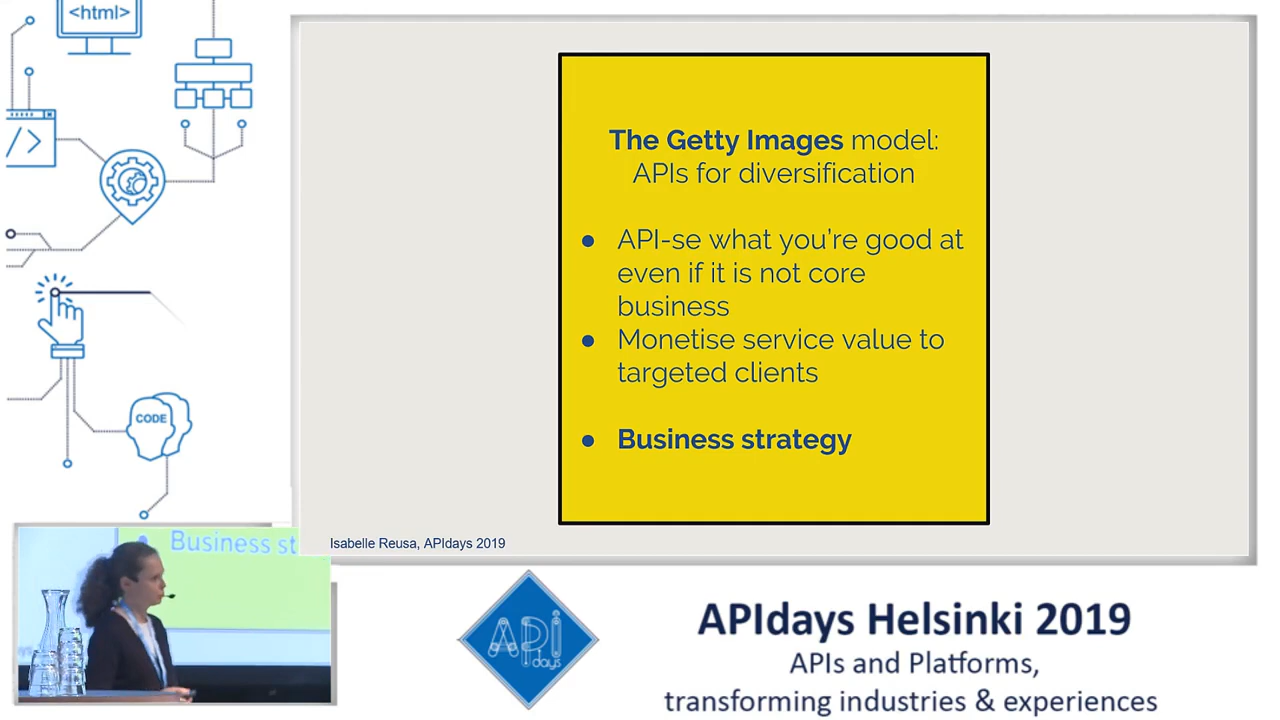 <html>
</>
CODE
The Getty Images model:
APIs for diversification
● API-se what you're good at
even if it is not core
business
● Monetise service value to
targeted clients
● Business strategy
Isabelle Reusa, APIdays 2019
● Business st
API
days
APIdays Helsinki 2019
APIs and Platforms,
transforming industries & experiences